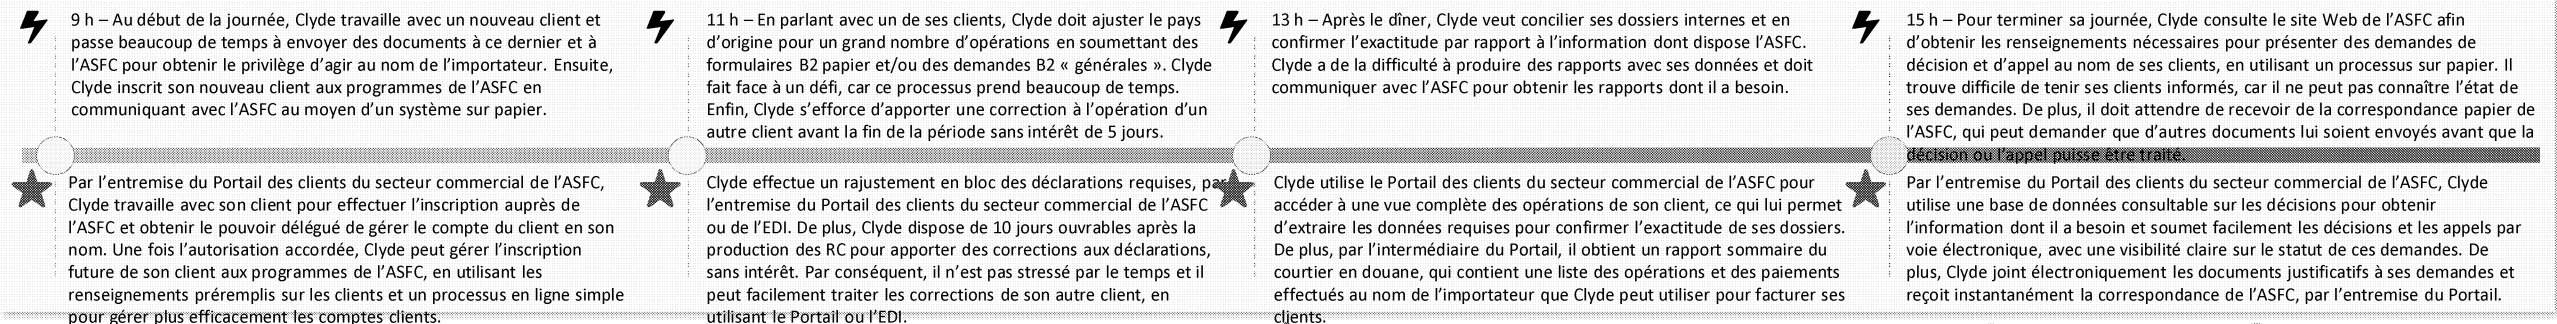 9 h – Au début de la journée, Clyde travaille avec un nouveau client et
passe beaucoup de temps à envoyer des documents à ce dernier et à
l’ASFC pour obtenir le privilège d’agir au nom de l’importateur. Ensuite,
Clyde inscrit son nouveau client aux programmes de l’ASFC en
communiquant avec l’ASFC au moyen d’un système sur papier.
11 h – En parlant avec un de ses clients, Clyde doit ajuster le pays
d’origine pour un grand nombre d’opérations en soumettant des
formulaires B2 papier et/ou des demandes B2 « générales ». Clyde
fait face à un défi, car ce processus prend beaucoup de temps.
Enfin, Clyde s’efforce d’apporter une correction à l’opération d’un
autre client avant la fin de la période sans intérêt de 5 jours.
13 h – Après le dîner, Clyde veut concilier ses dossiers internes et en
confirmer l’exactitude par rapport à l’information dont dispose l’ASFC.
Clyde a de la difficulté à produire des rapports avec ses données et doit
communiquer avec l’ASFC pour obtenir les rapports dont il a besoin.
15 h – Pour terminer sa journée, Clyde consulte le site Web de l’ASFC afin
d’obtenir les renseignements nécessaires pour présenter des demandes de
décision et d’appel au nom de ses clients, en utilisant un processus sur papier. Il
trouve difficile de tenir ses clients informés, car il ne peut pas connaître l’état de
ses demandes. De plus, il doit attendre de recevoir de la correspondance papier de
l’ASFC, qui peut demander que d’autres documents lui soient envoyés avant que la
décision ou l’appel puisse être traité.
Par l’entremise du Portail des clients du secteur commercial de l’ASFC,
Clyde travaille avec son client pour effectuer l’inscription auprès de
l’ASFC et obtenir le pouvoir délégué de gérer le compte du client en son
nom. Une fois l’autorisation accordée, Clyde peut gérer l’inscription
future de son client aux programmes de l’ASFC, en utilisant les
renseignements préremplis sur les clients et un processus en ligne simple
pour gérer plus efficacement les comptes clients.
Clyde effectue un rajustement en bloc des déclarations requises, par
l’entremise du Portail des clients du secteur commercial de l’ASFC
ou de l’EDI. De plus, Clyde dispose de 10 jours ouvrables après la
production des RC pour apporter des corrections aux déclarations,
sans intérêt. Par conséquent, il n’est pas stressé par le temps et il
peut facilement traiter les corrections de son autre client, en
utilisant le Portail ou l’EDI.
Clyde utilise le Portail des clients du secteur commercial de l’ASFC pour
accéder à une vue complète des opérations de son client, ce qui lui permet
d’extraire les données requises pour confirmer l’exactitude de ses dossiers.
De plus, par l’intermédiaire du Portail, il obtient un rapport sommaire du
courtier en douane, qui contient une liste des opérations et des paiements
effectués au nom de l’importateur que Clyde peut utiliser pour facturer ses
clients.
Par l’entremise du Portail des clients du secteur commercial de l’ASFC, Clyde
utilise une base de données consultable sur les décisions pour obtenir
l’information dont il a besoin et soumet facilement les décisions et les appels par
voie électronique, avec une visibilité claire sur le statut de ces demandes. De
plus, Clyde joint électroniquement les documents justificatifs à ses demandes et
reçoit instantanément la correspondance de l’ASFC, par l’entremise du Portail.